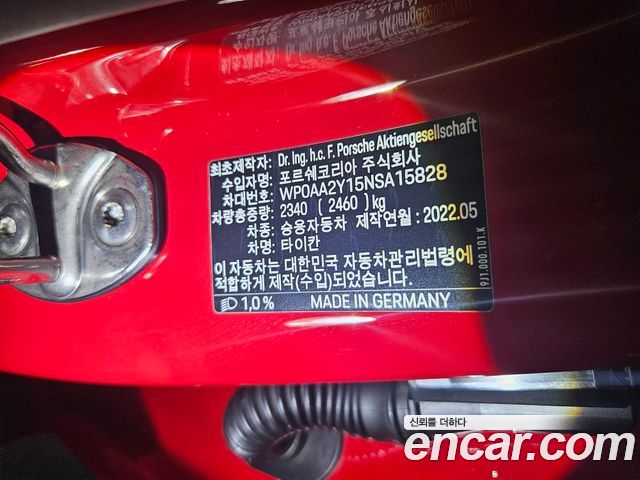 최초제작자: Dr. Ing. h.c. F. Porsche Aktiengesellschaft
수입자명: 포르쉐코리아 주식회사
차대번호: WP0AA2Y15NSA15828
차량총중량: 2340 ( 2460 )kg
차종: 승용자동차 제작연월: 2022.05
차명: 타이칸
이 자동차는 대한민국 자동차관리법령에
적합하게 제작(수입)되었습니다.
1,0% MADE IN GERMANY
9J1.000.101.K
신뢰를 더하다
encar.com